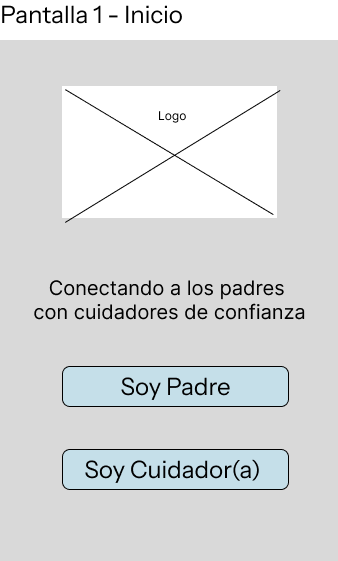 Pantalla 1 - Inicio
Logo
Conectando a los padres
con cuidadores de confianza
Soy Padre
Soy Cuidador(a)